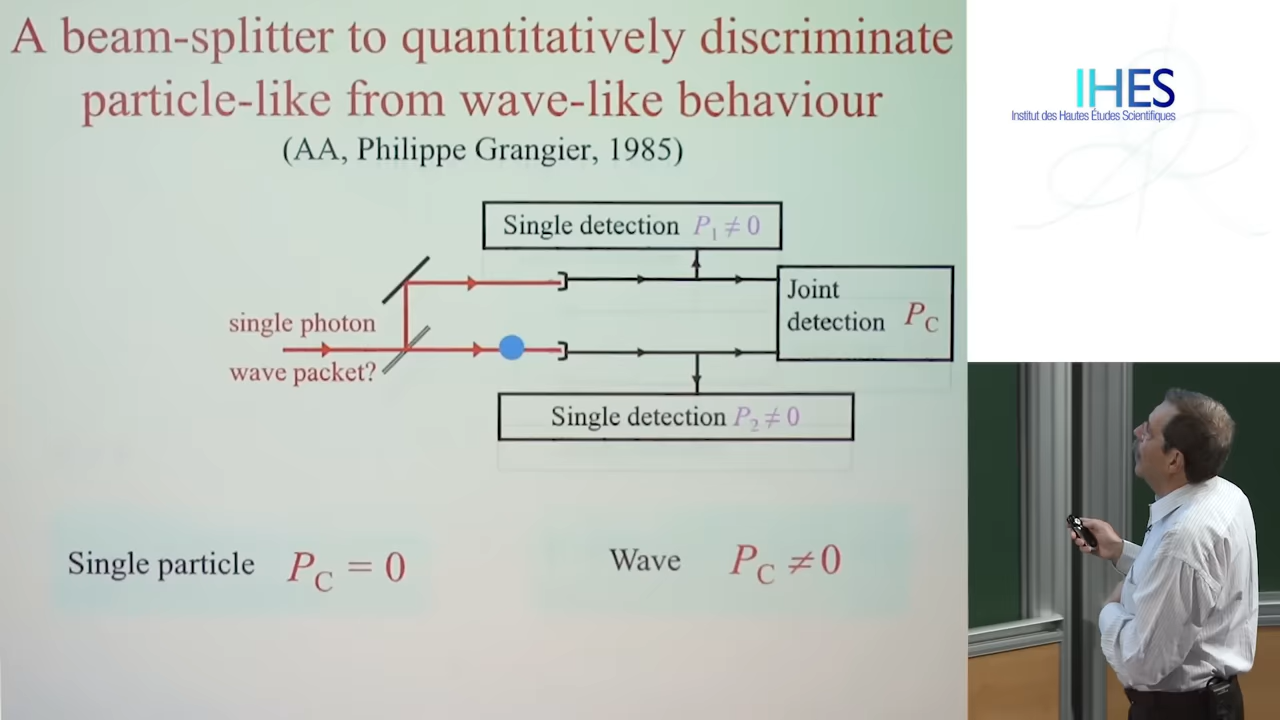 A beam-splitter to quantitatively discriminate
particle-like from wave-like behaviour
(AA, Philippe Grangier, 1985)
Single detection P₁ ≠ 0
Joint
detection P_C
single photon
wave packet?
Single detection P₂ ≠ 0
Single particle P_C = 0
Wave P_C ≠ 0
IHES
Institut des Hautes Études Scientifiques